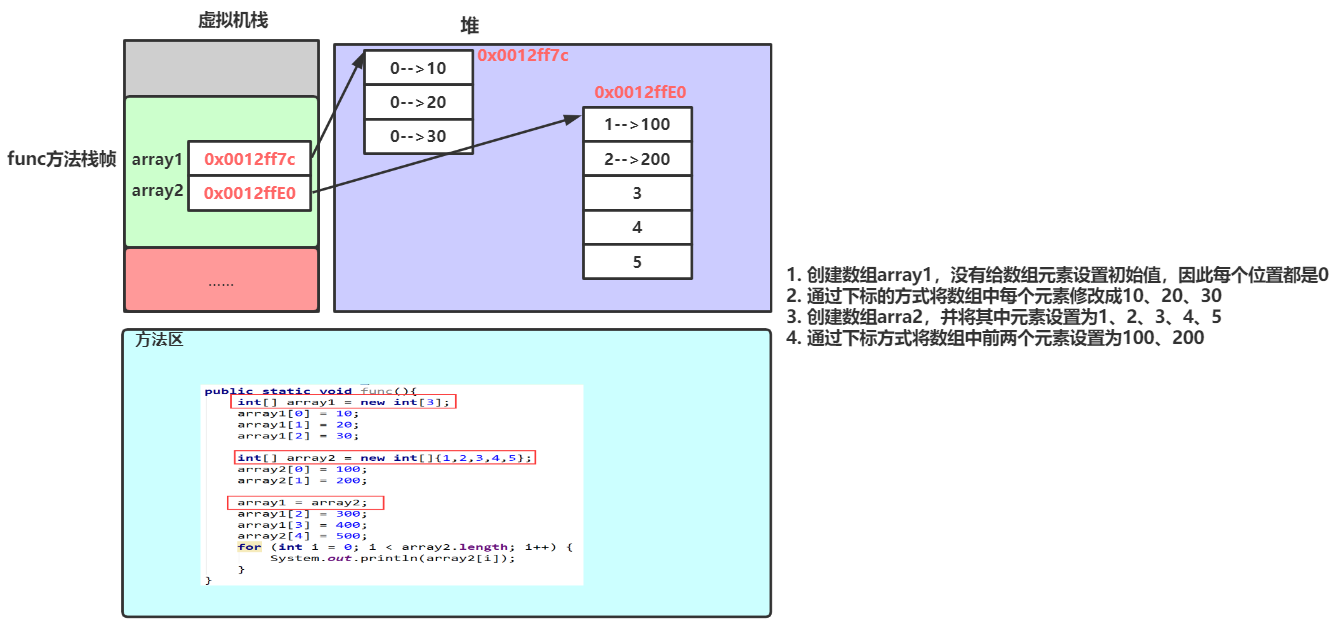 虚拟机栈
堆
0x0012ff7c
0-->10
0-->20
0-->30
0x0012ffE0
1-->100
2-->200
3
4
5
func方法栈帧
array1
0x0012ff7c
array2
0x0012ffE0
......
1. 创建数组array1，没有给数组元素设置初始值，因此每个位置都是0
2. 通过下标的方式将数组中每个元素修改成10、20、30
3. 创建数组arra2，并将其中元素设置为1、2、3、4、5
4. 通过下标方式将数组中前两个元素设置为100、200
方法区
public static void func(){
int[] array1 = new int[3];
array1[0] = 10;
array1[1] = 20;
array1[2] = 30;
int[] array2 = new int[]{1,2,3,4,5};
array2[0] = 100;
array2[1] = 200;
array1 = array2;
array1[2] = 300;
array1[3] = 400;
array2[4] = 500;
for (int i = 0; i < array2.length; i++) {
System.out.println(array2[i]);
}
}